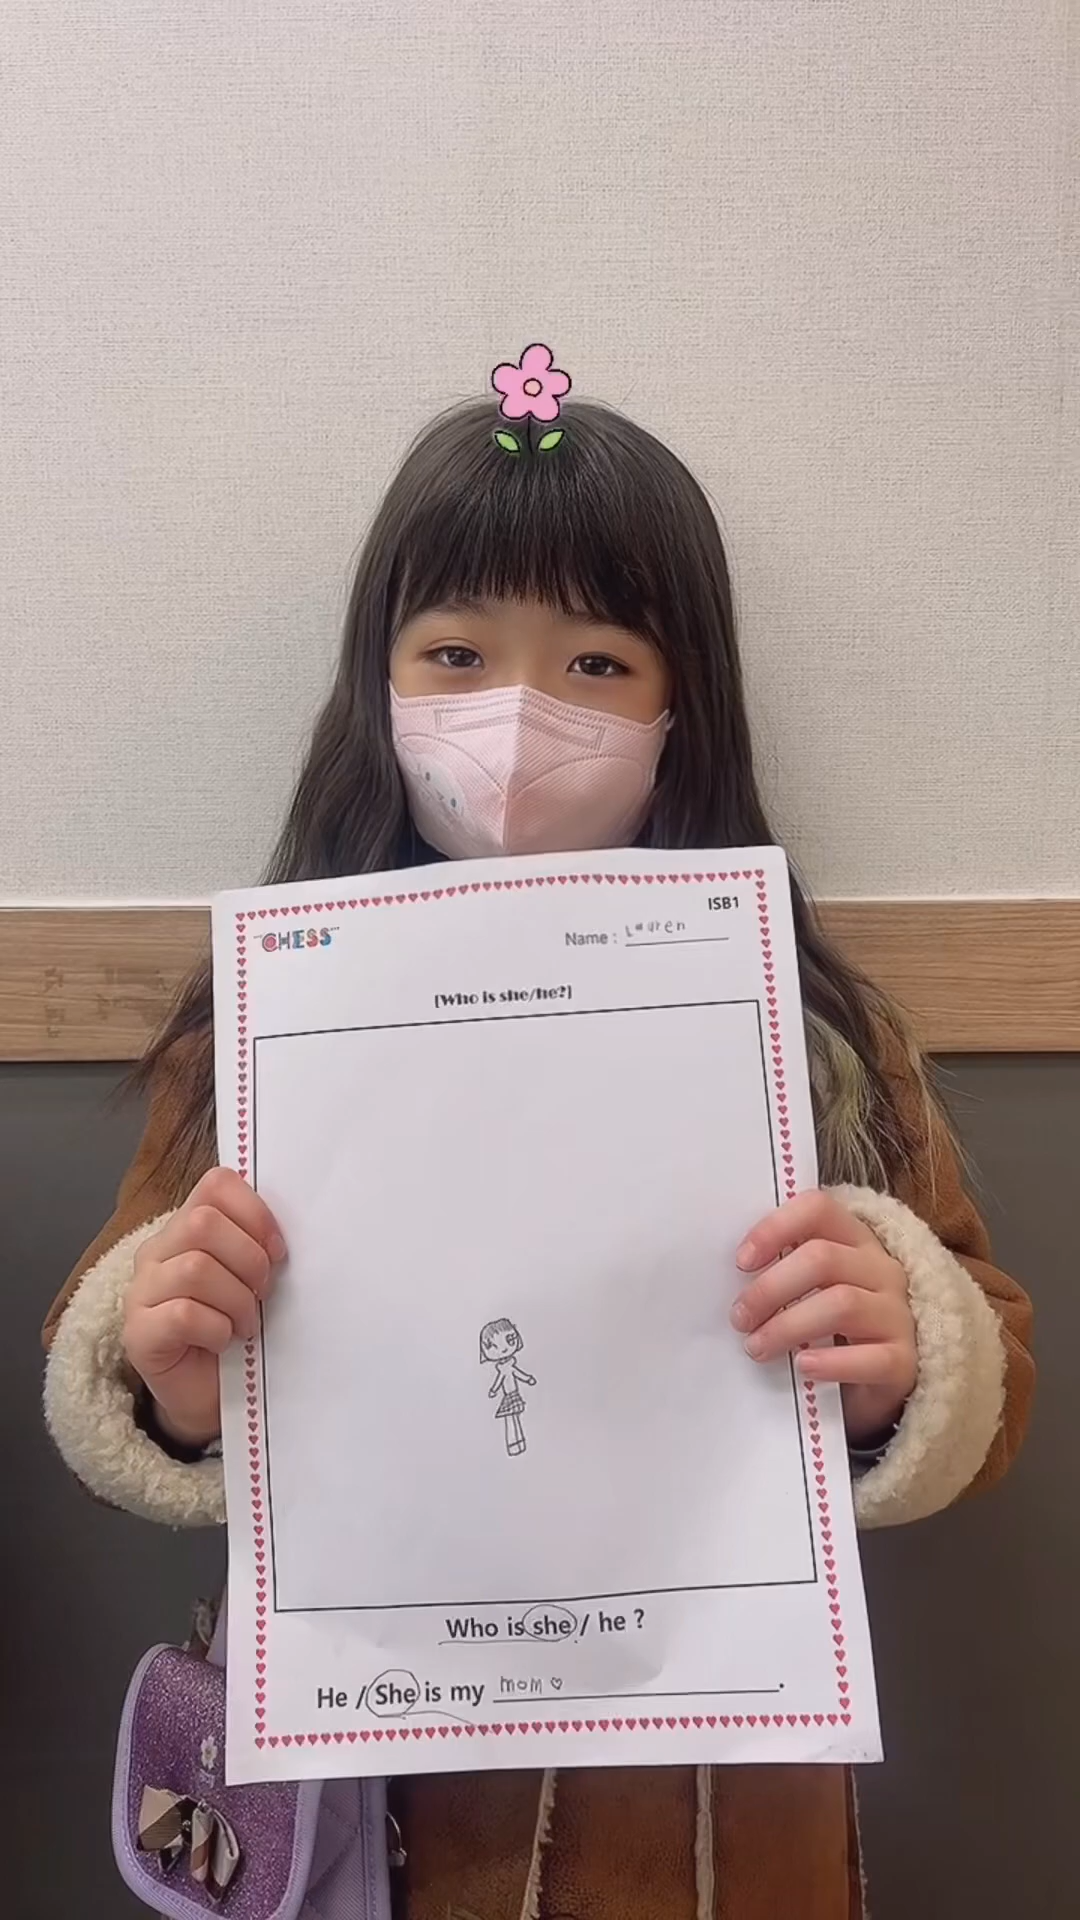 ISB1
CHESS
Name : Lauren
[Who is she/he?]
Who is she / he ?
He / She is my mom♡.